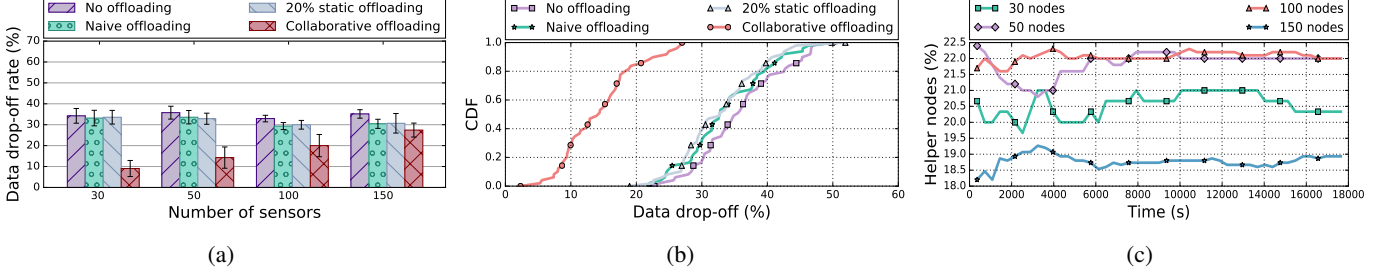 No offloading
20% static offloading
Naive offloading
Collaborative offloading
70
60
50
40
30
20
10
0
Data drop-off rate (%)
30
50
100
150
Number of sensors
(a)
No offloading
20% static offloading
Naive offloading
Collaborative offloading
1.0
0.8
0.6
0.4
0.2
0.0
CDF
0
10
20
30
40
50
60
Data drop-off (%)
(b)
30 nodes
100 nodes
50 nodes
150 nodes
22.5
22.0
21.5
21.0
20.5
20.0
19.5
19.0
18.5
18.0
Helper nodes (%)
0
2000
4000
6000
8000
10000
12000
14000
16000
18000
Time (s)
(c)